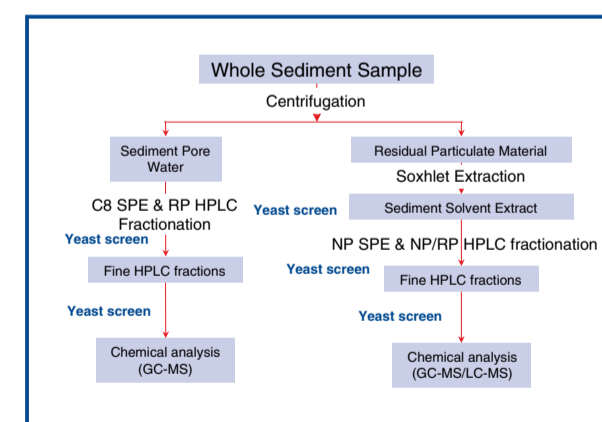 Whole Sediment Sample
Centrifugation
Sediment Pore
Water
Residual Particulate Material
Soxhlet Extraction
C8 SPE & RP HPLC
Fractionation
Yeast screen
Sediment Solvent Extract
Yeast screen
NP SPE & NP/RP HPLC fractionation
Fine HPLC fractions
Yeast screen
Fine HPLC fractions
Yeast screen
Yeast screen
Chemical analysis
(GC-MS)
Chemical analysis
(GC-MS/LC-MS)